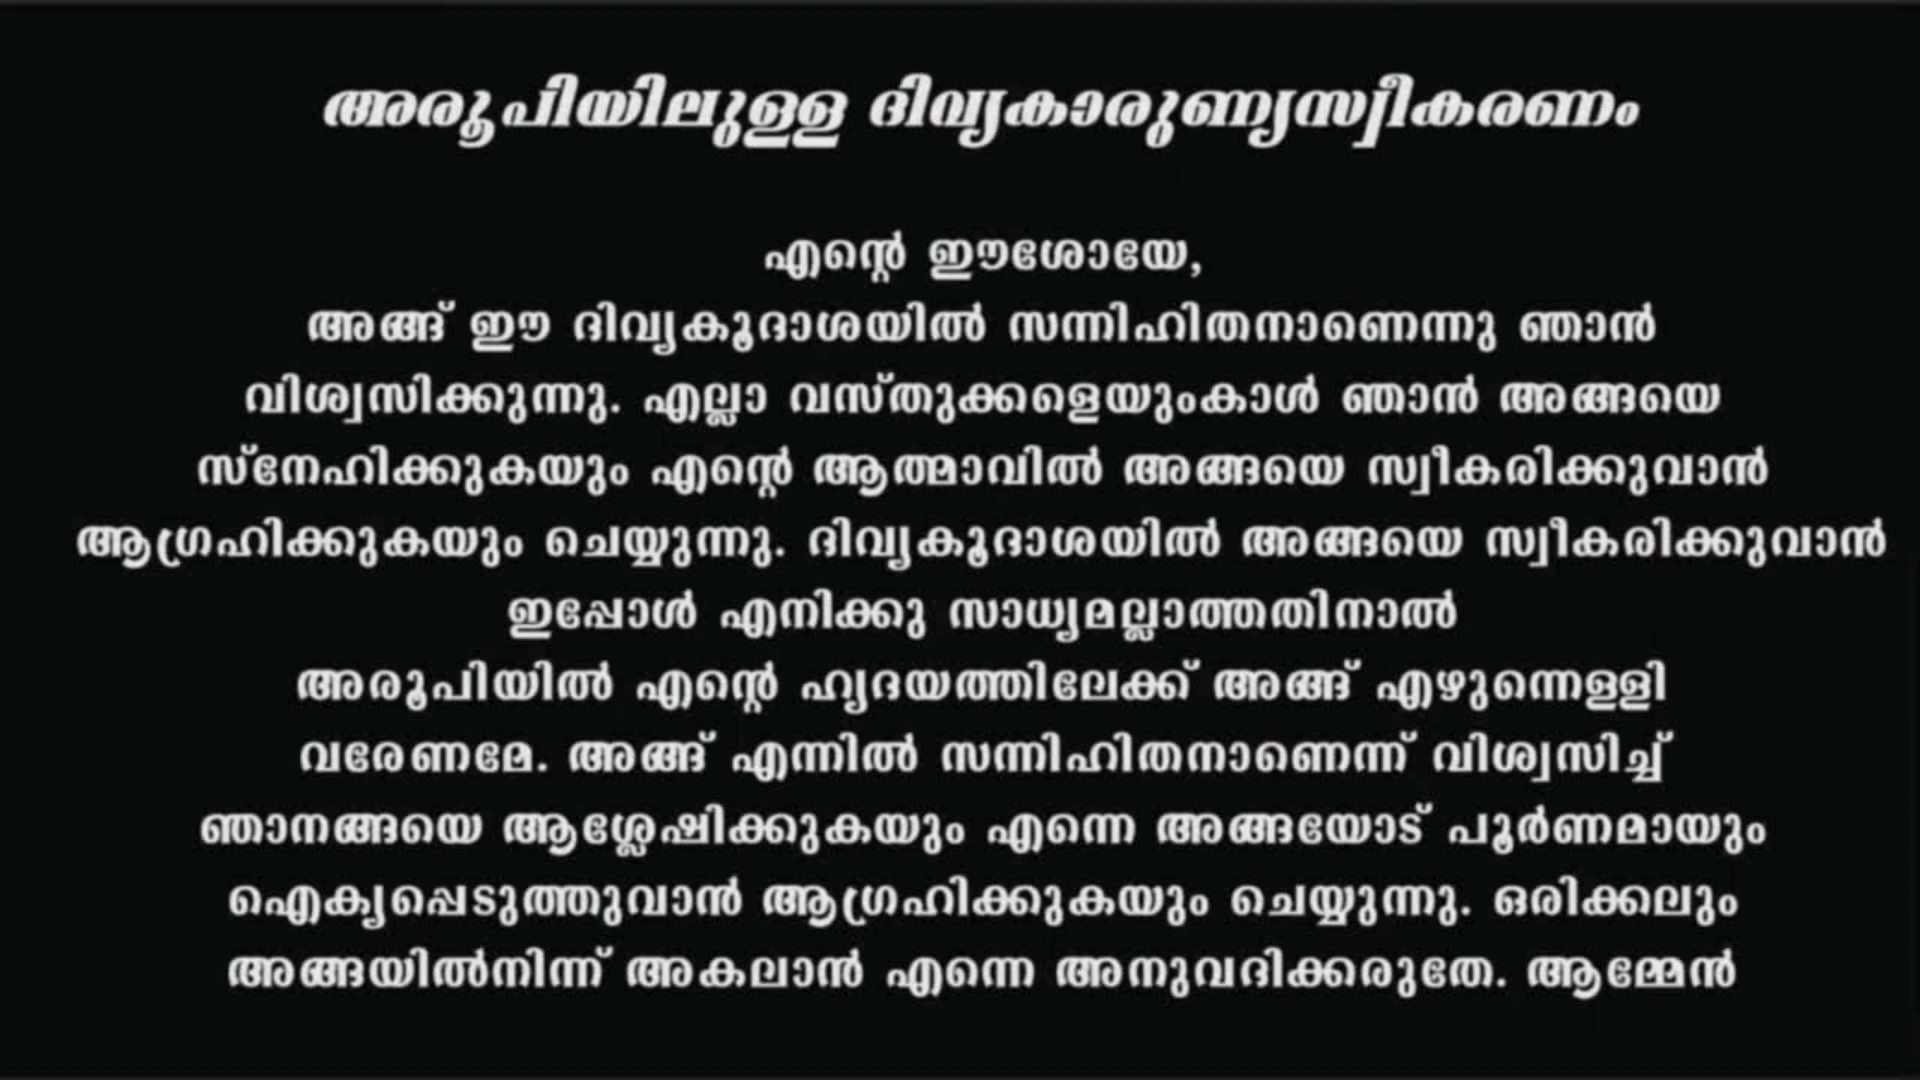 അരൂപിയിലുള്ള ദിവ്യകാരുണ്യസ്വീകരണം
എന്റെ ഈശോയേ,
അങ്ങ് ഈ ദിവ്യകൂദാശയിൽ സന്നിഹിതനാണെന്നു ഞാൻ
വിശ്വസിക്കുന്നു. എല്ലാ വസ്തുക്കളെയുംകാൾ ഞാൻ അങ്ങയെ
സ്നേഹിക്കുകയും എന്റെ ആത്മാവിൽ അങ്ങയെ സ്വീകരിക്കുവാൻ
ആഗ്രഹിക്കുകയും ചെയ്യുന്നു. ദിവ്യകൂദാശയിൽ അങ്ങയെ സ്വീകരിക്കുവാൻ
ഇപ്പോൾ എനിക്കു സാധ്യമല്ലാത്തതിനാൽ
അരൂപിയിൽ എന്റെ ഹൃദയത്തിലേക്ക് അങ്ങ് എഴുന്നെള്ളി
വരേണമേ. അങ്ങ് എന്നിൽ സന്നിഹിതനാണെന്ന് വിശ്വസിച്ച്
ഞാനങ്ങയെ ആശ്ലേഷിക്കുകയും എന്നെ അങ്ങയോട് പൂർണമായും
ഐക്യപ്പെടുത്തുവാൻ ആഗ്രഹിക്കുകയും ചെയ്യുന്നു. ഒരിക്കലും
അങ്ങയിൽനിന്ന് അകലാൻ എന്നെ അനുവദിക്കരുതേ. ആമ്മേൻ